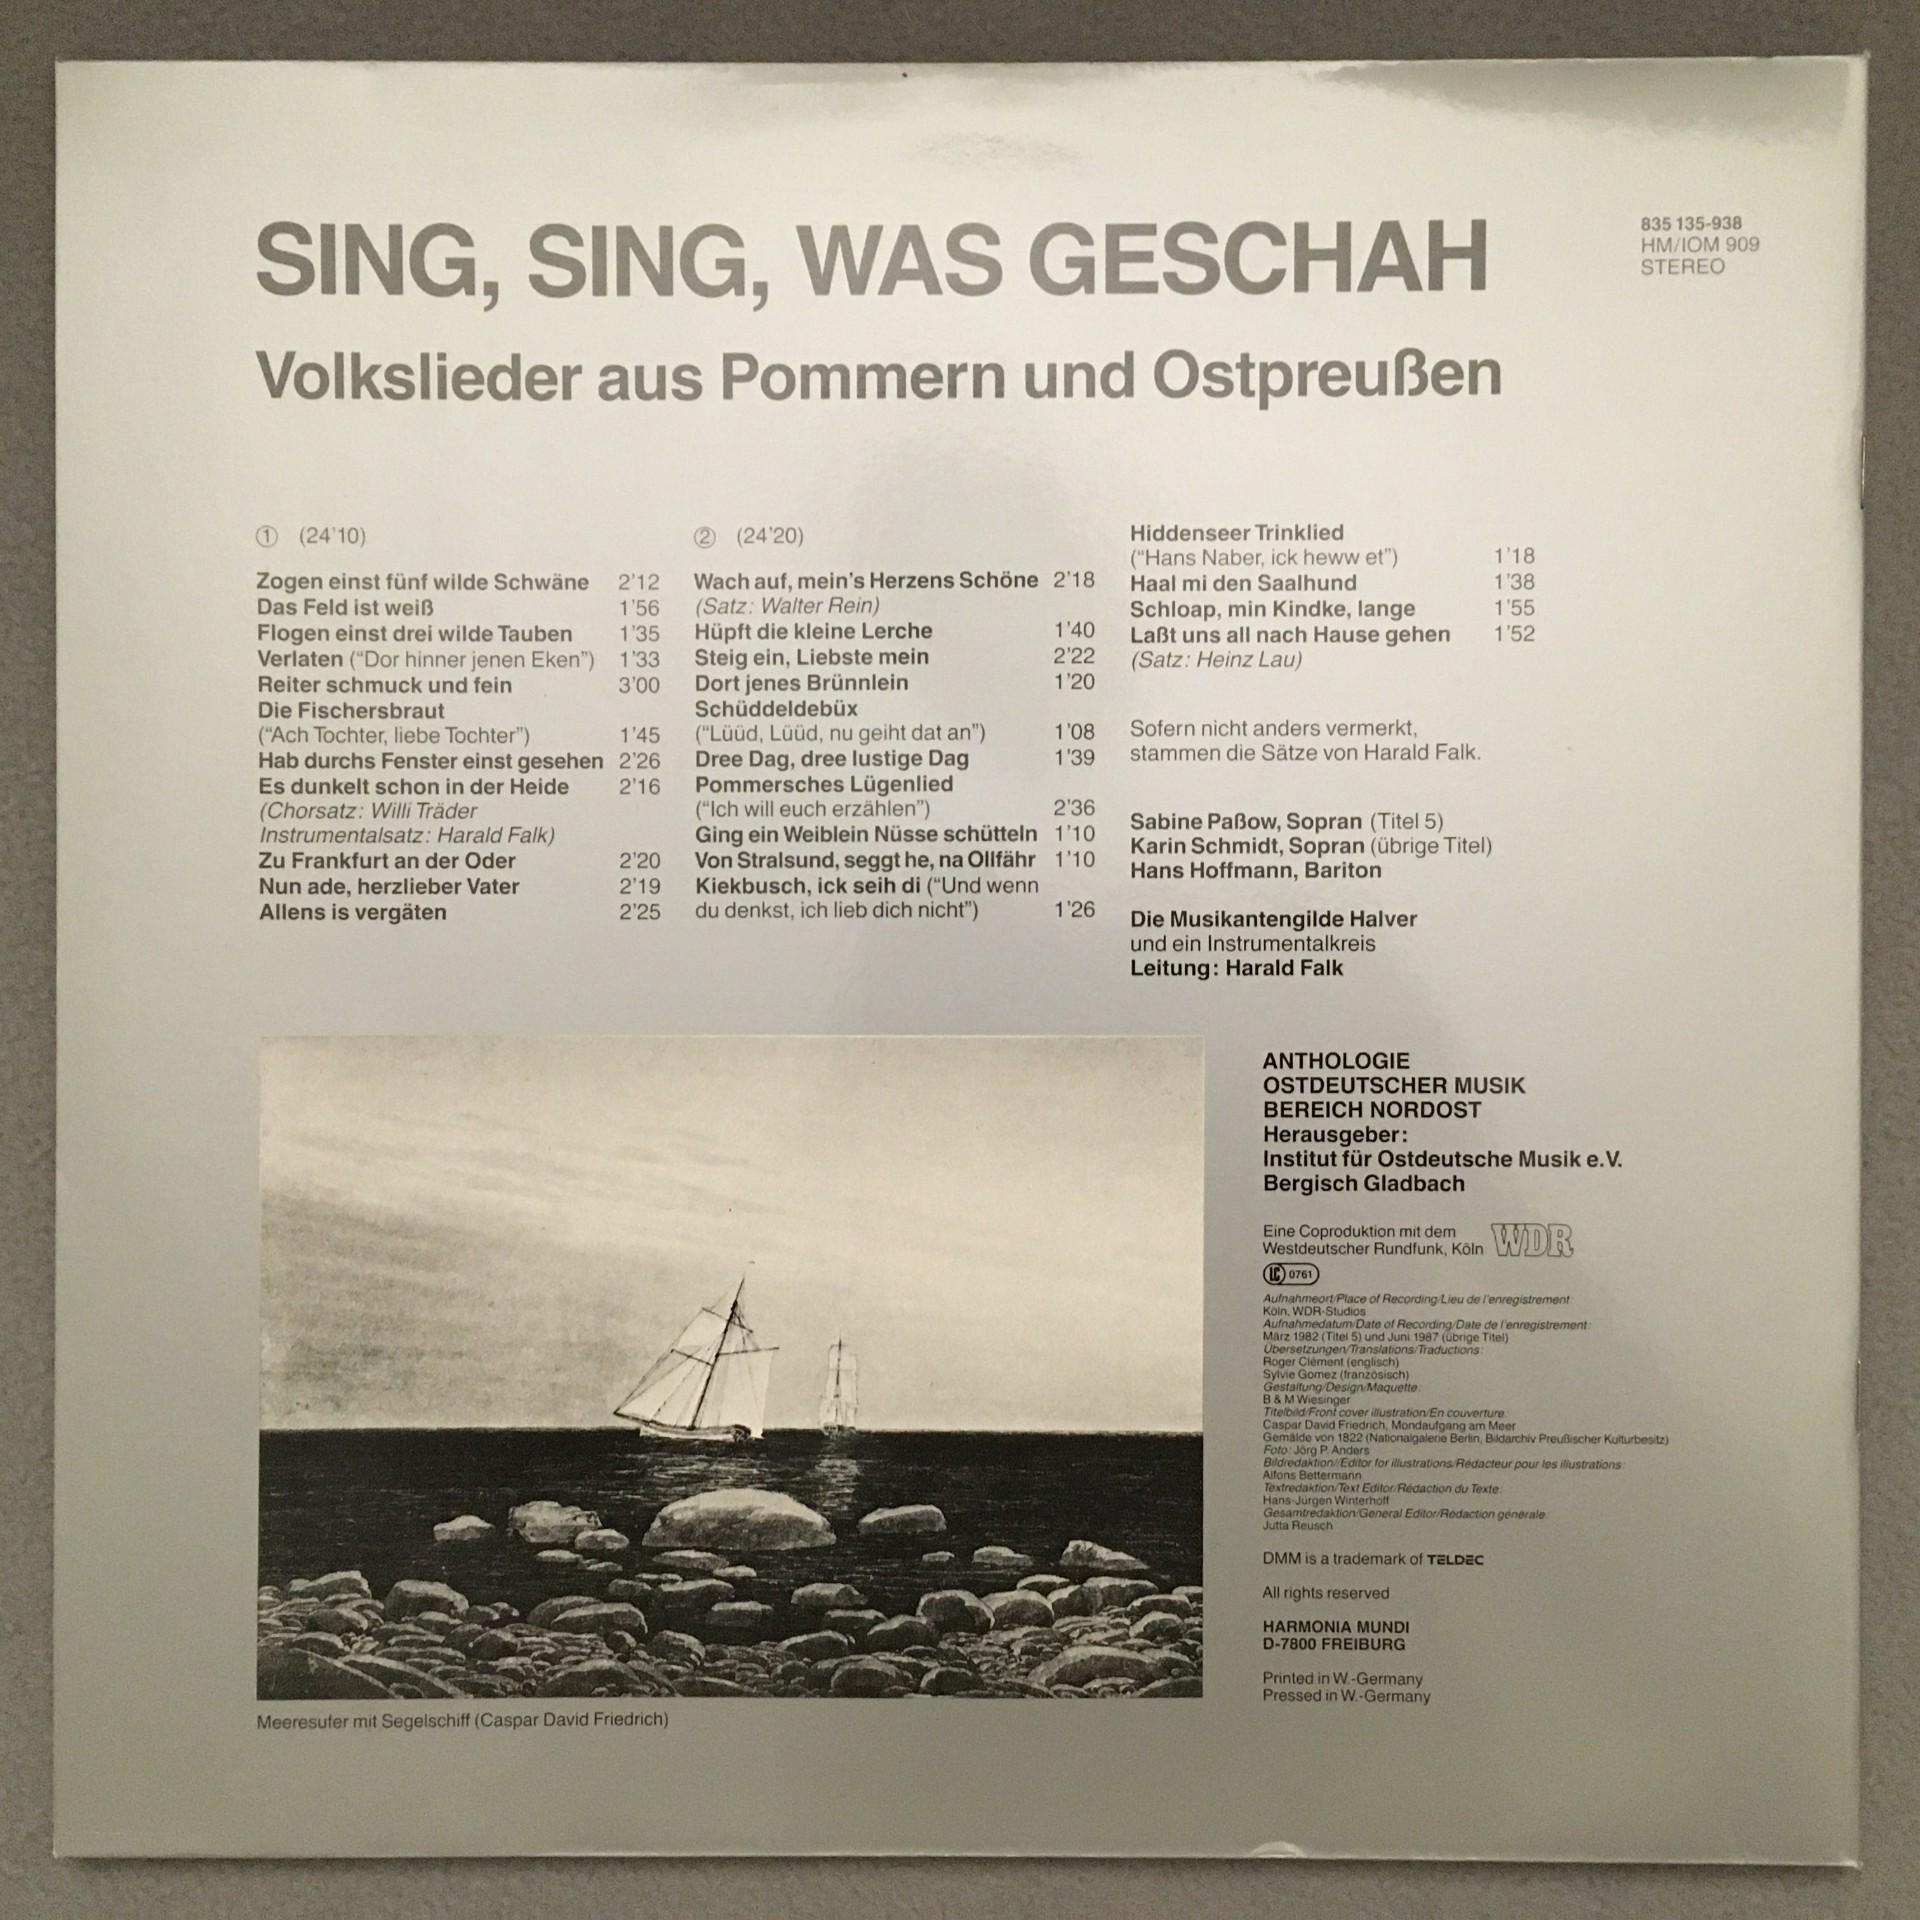 SING, SING, WAS GESCHAH
Volkslieder aus Pommern und Ostpreußen
835 135-938
HM/IOM 909
STEREO
① (24'10)
Zogen einst fünf wilde Schwäne 2'12
Das Feld ist weiß 1'56
Flogen einst drei wilde Tauben 1'35
Verlaten (“Dor hinner jenen Eken”) 1'33
Reiter schmuck und fein 3'00
Die Fischersbraut
(“Ach Tochter, liebe Tochter”) 1'45
Hab durchs Fenster einst gesehen 2'26
Es dunkelt schon in der Heide 2'16
(Chorsatz: Willi Träder
Instrumentalsatz: Harald Falk)
Zu Frankfurt an der Oder 2'20
Nun ade, herzlieber Vater 2'19
Allens is vergäten 2'25
② (24'20)
Wach auf, mein's Herzens Schöne 2'18
(Satz: Walter Rein)
Hüpft die kleine Lerche 1'40
Steig ein, Liebste mein 2'22
Dort jenes Brünnlein 1'20
Schüddeldebüx
(“Lüüd, Lüüd, nu geiht dat an”) 1'08
Dree Dag, dree lustige Dag 1'39
Pommersches Lügenlied
(“Ich will euch erzählen”) 2'36
Ging ein Weiblein Nüsse schütteln 1'10
Von Stralsund, seggt he, na Ollfähr 1'10
Kiekbusch, ick seih di (“Und wenn
du denkst, ich lieb dich nicht”) 1'26
Hiddenseer Trinklied
(“Hans Naber, ick heww et”) 1'18
Haal mi den Saalhund 1'38
Schloap, min Kindke, lange 1'55
Laßt uns all nach Hause gehen 1'52
(Satz: Heinz Lau)
Sofern nicht anders vermerkt,
stammen die Sätze von Harald Falk.
Sabine Paßow, Sopran (Titel 5)
Karin Schmidt, Sopran (übrige Titel)
Hans Hoffmann, Bariton
Die Musikantengilde Halver
und ein Instrumentalkreis
Leitung: Harald Falk
Meeresufer mit Segelschiff (Caspar David Friedrich)
ANTHOLOGIE
OSTDEUTSCHER MUSIK
BEREICH NORDOST
Herausgeber:
Institut für Ostdeutsche Musik e.V.
Bergisch Gladbach
Eine Coproduktion mit dem
Westdeutscher Rundfunk, Köln WDR
LC 0761
Aufnahmeort/Place of Recording/Lieu de l'enregistrement:
Köln, WDR-Studios
Aufnahmedatum/Date of Recording/Date de l'enregistrement:
März 1982 (Titel 5) und Juni 1987 (übrige Titel)
Übersetzungen/Translations/Traductions:
Roger Clément (englisch)
Sylvie Gomez (französisch)
Gestaltung/Design/Maquette:
B & M Wiesinger
Titelbild/Front cover illustration/En couverture:
Caspar David Friedrich, Mondaufgang am Meer
Gemälde von 1822 (Nationalgalerie Berlin, Bildarchiv Preußischer Kulturbesitz)
Foto: Jörg P. Anders
Bildredaktion//Editor for illustrations/Rédacteur pour les illustrations:
Alfons Bettermann
Textredaktion/Text Editor/Rédaction du Texte:
Hans-Jürgen Winterhoff
Gesamtredaktion/General Editor/Rédaction générale:
Jutta Reusch
DMM is a trademark of TELDEC
All rights reserved
HARMONIA MUNDI
D-7800 FREIBURG
Printed in W.-Germany
Pressed in W.-Germany